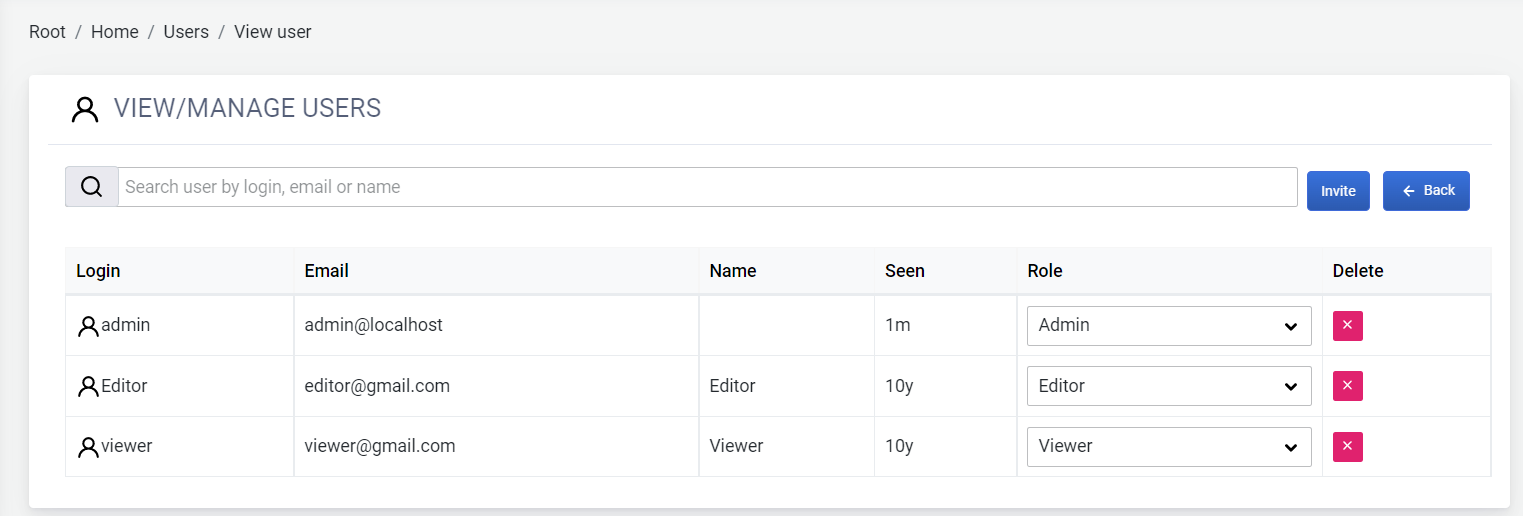 Root / Home / Users / View user
VIEW/MANAGE USERS
Search user by login, email or name
Invite
Back
Login Email Name Seen Role Delete
admin admin@localhost 1m Admin
Editor editor@gmail.com Editor 10y Editor
viewer viewer@gmail.com Viewer 10y Viewer